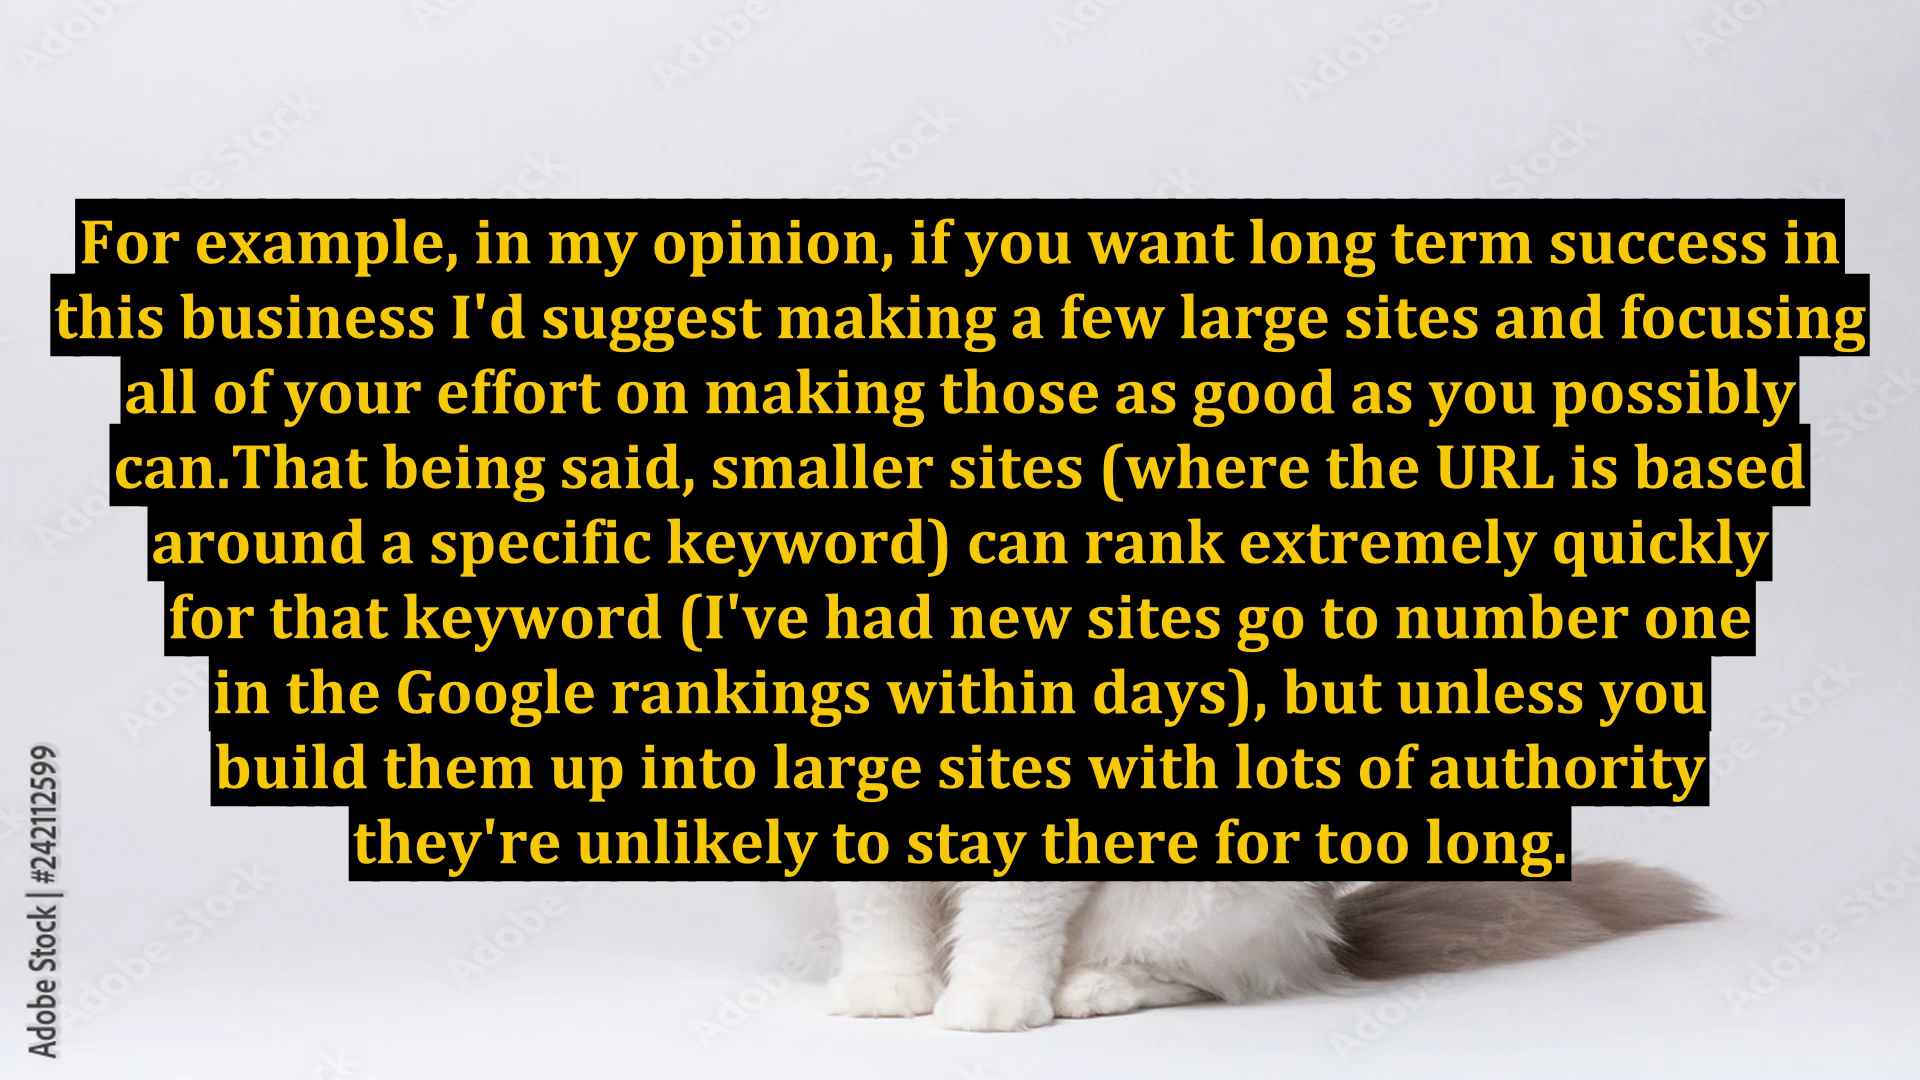 For example, in my opinion, if you want long term success in
this business I'd suggest making a few large sites and focusing
all of your effort on making those as good as you possibly
can.That being said, smaller sites (where the URL is based
around a specific keyword) can rank extremely quickly
for that keyword (I've had new sites go to number one
in the Google rankings within days), but unless you
build them up into large sites with lots of authority
they're unlikely to stay there for too long.
Adobe Stock | #2421125599
Adobe Stock